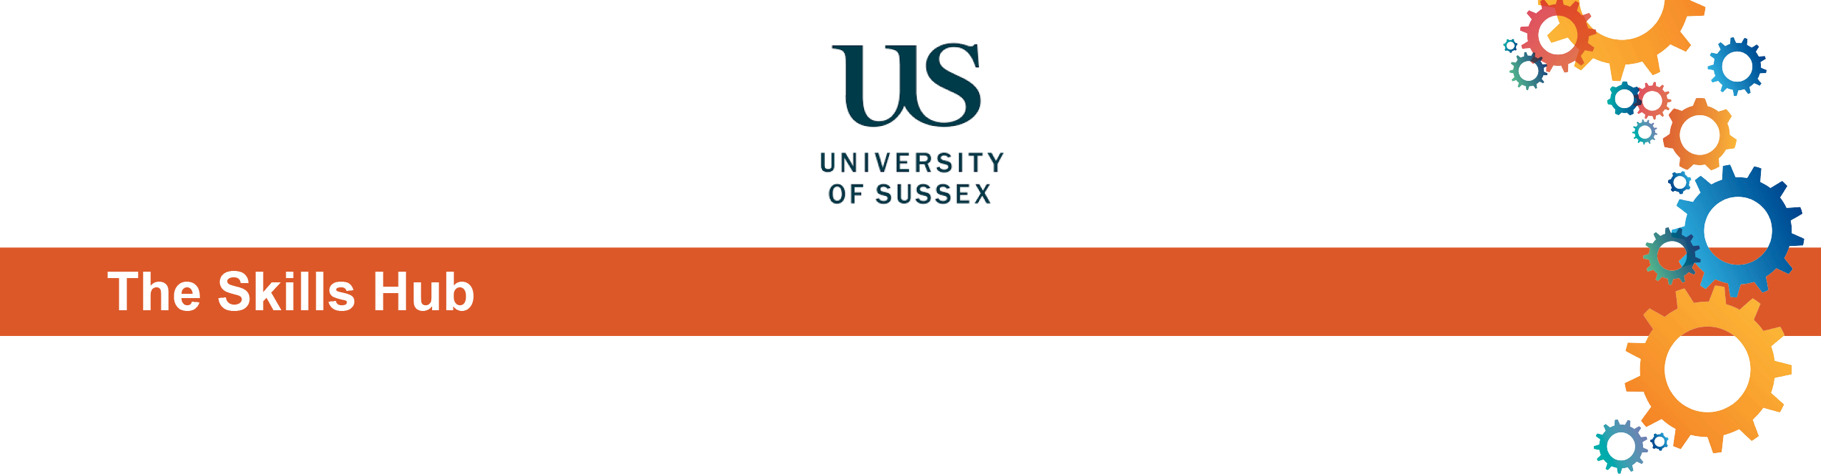 US
UNIVERSITY
OF SUSSEX
The Skills Hub